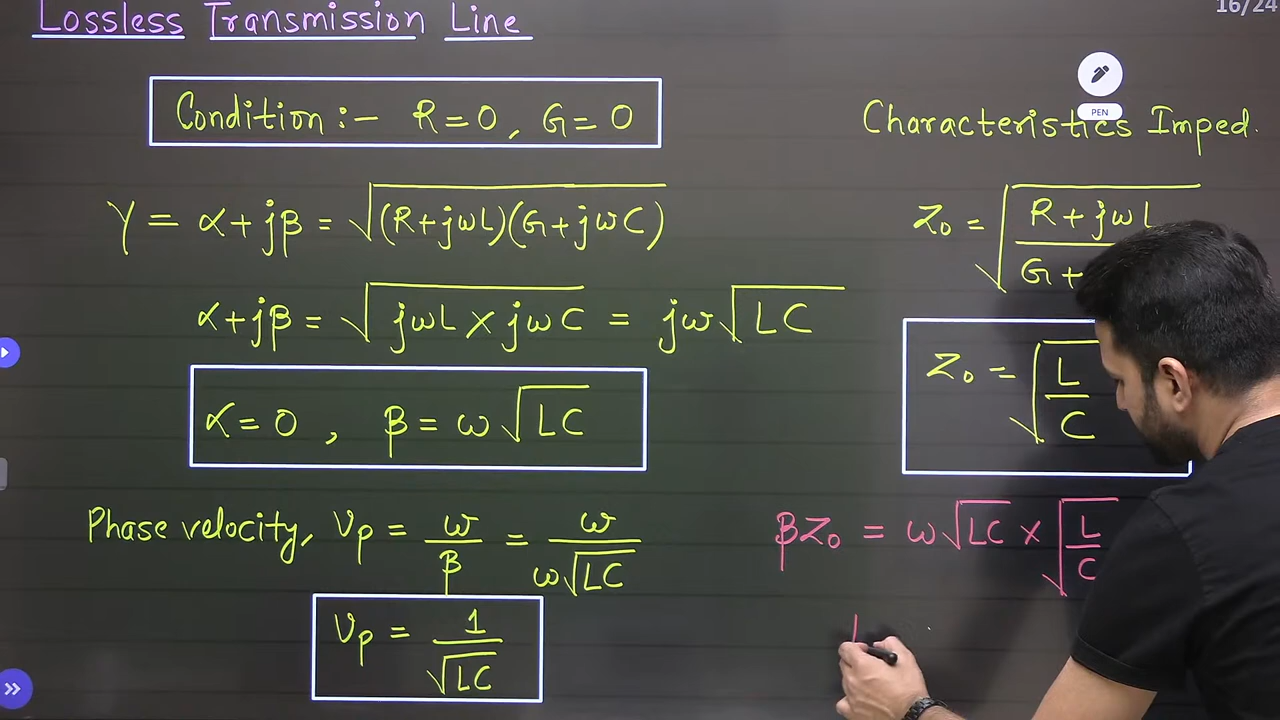 Lossless Transmission Line
16/24
Condition :- R=0, G=0
PEN
Characteristics Imped.
γ = α+jβ = √(R+jωL)(G+jωC)
Z₀ = √R+jωL/G+
α+jβ = √jωL × jωC = jω√LC
Z₀ = √L/C
α=0 , β=ω√LC
Phase velocity, Vp = ω/β = ω/ω√LC
βZ₀ = ω√LC × √L/C
Vp = 1/√LC